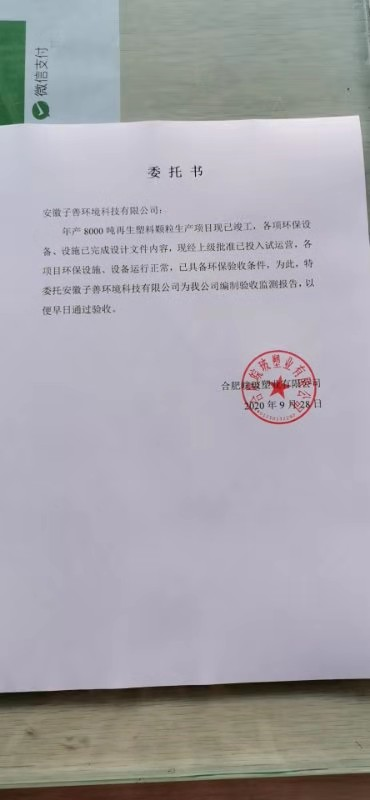 微信支付
委托书
安徽子善环境科技有限公司：
年产 8000 吨再生塑料颗粒生产项目现已竣工，各项环保设
备、设施已完成设计文件内容，现经上级批准已投入试运营，各
项目环保设施、设备运行正常，已具备环保验收条件，为此，特
委托安徽子善环境科技有限公司为我公司编制验收监测报告，以
便早日通过验收。
合肥皖玻塑业有限公司
2020 年 9 月 28 日